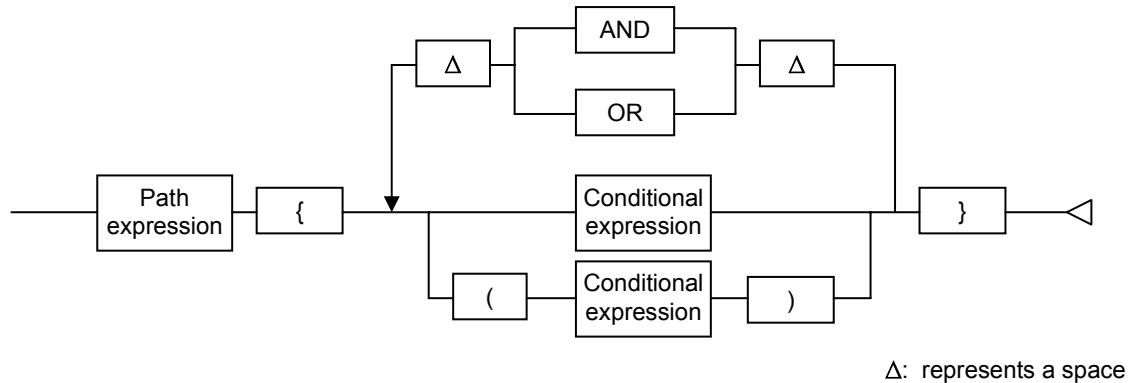 AND
Δ
Δ
OR
Path
expression
{
Conditional
expression
}
(
Conditional
expression
)
Δ: represents a space